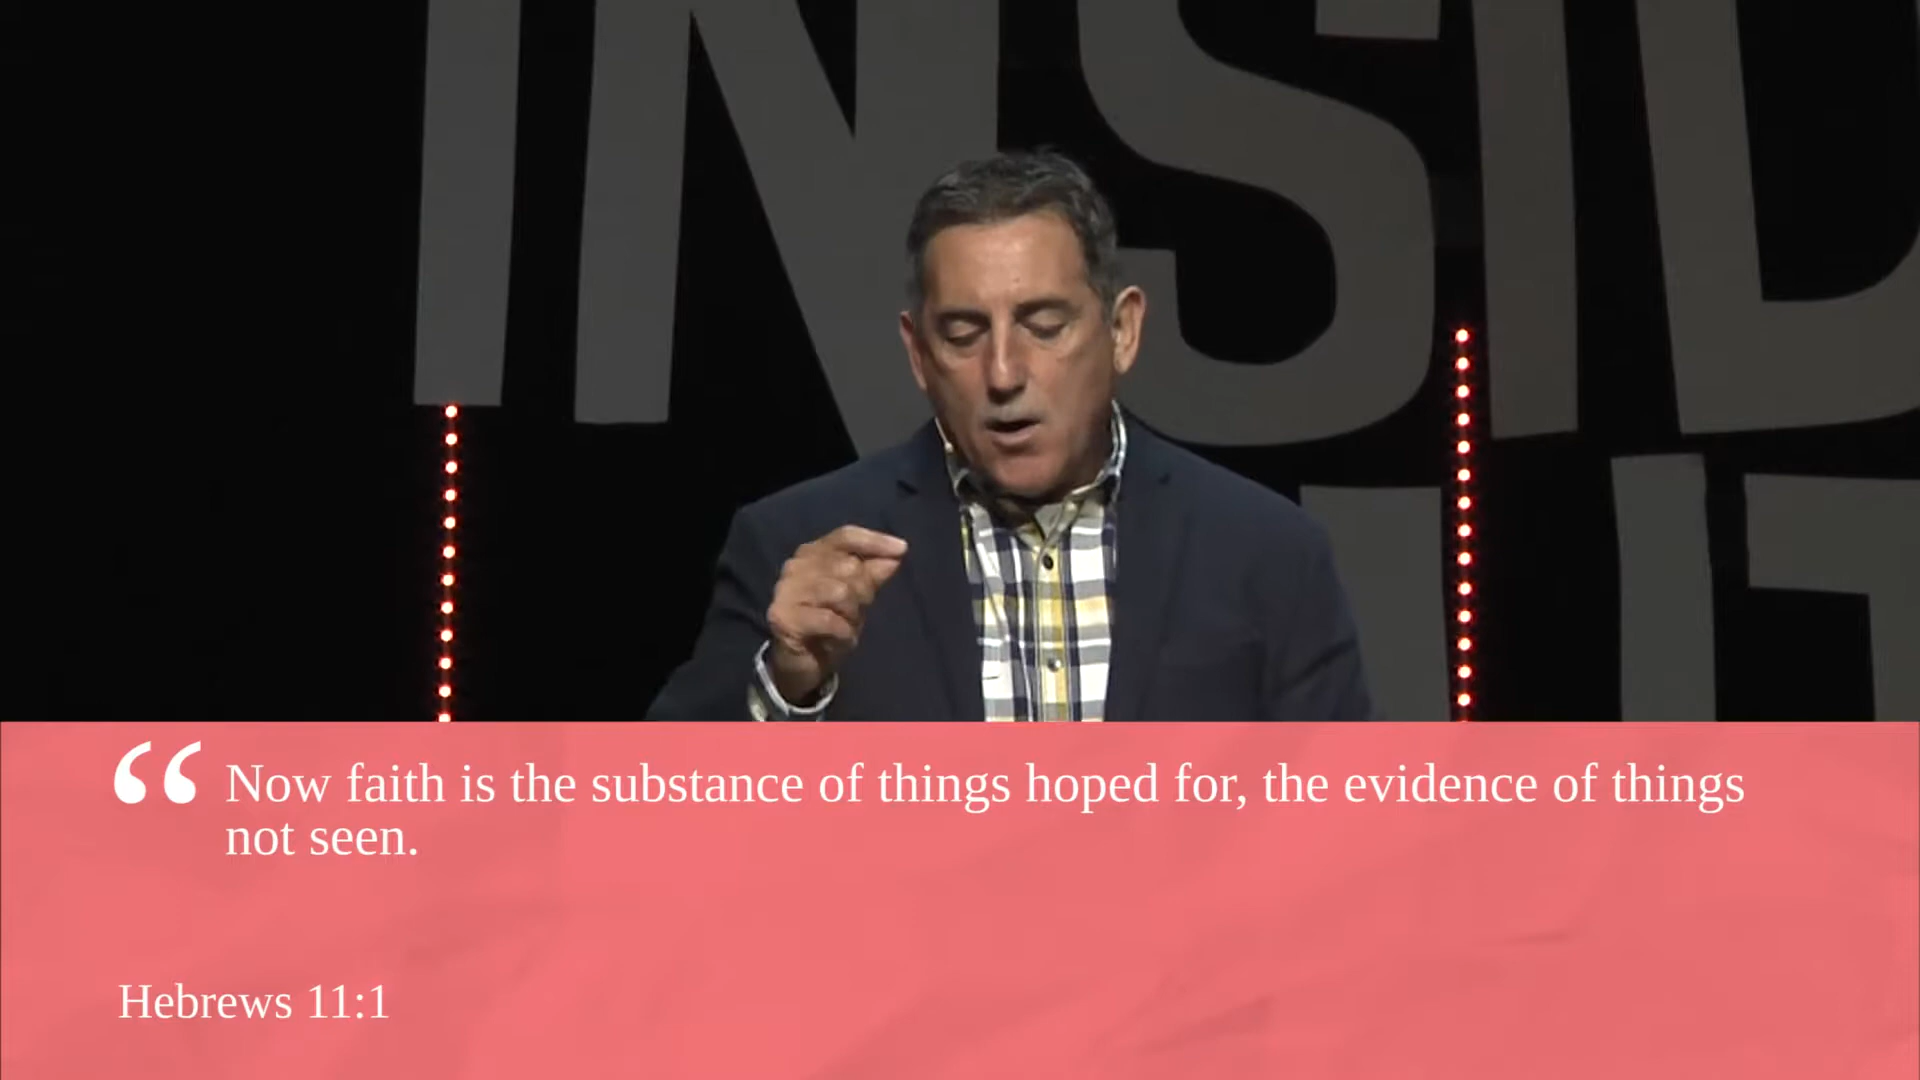 INSID
“Now faith is the substance of things hoped for, the evidence of things
not seen.
Hebrews 11:1